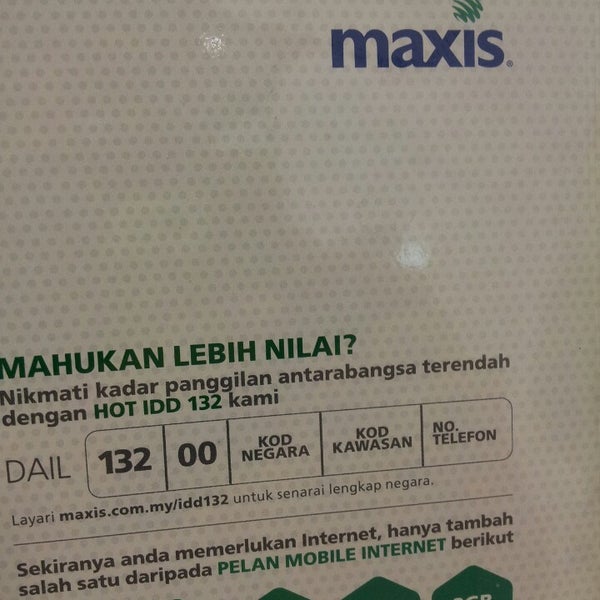 maxis
MAHUKAN LEBIH NILAI?
Nikmati kadar panggilan antarabangsa terendah
dengan HOT IDD 132 kami
DAIL 132 00 KOD NEGARA KOD KAWASAN NO. TELEFON
Layari maxis.com.my/idd132 untuk senarai lengkap negara.
Sekiranya anda memerlukan Internet, hanya tambah
salah satu daripada PELAN MOBILE INTERNET berikut